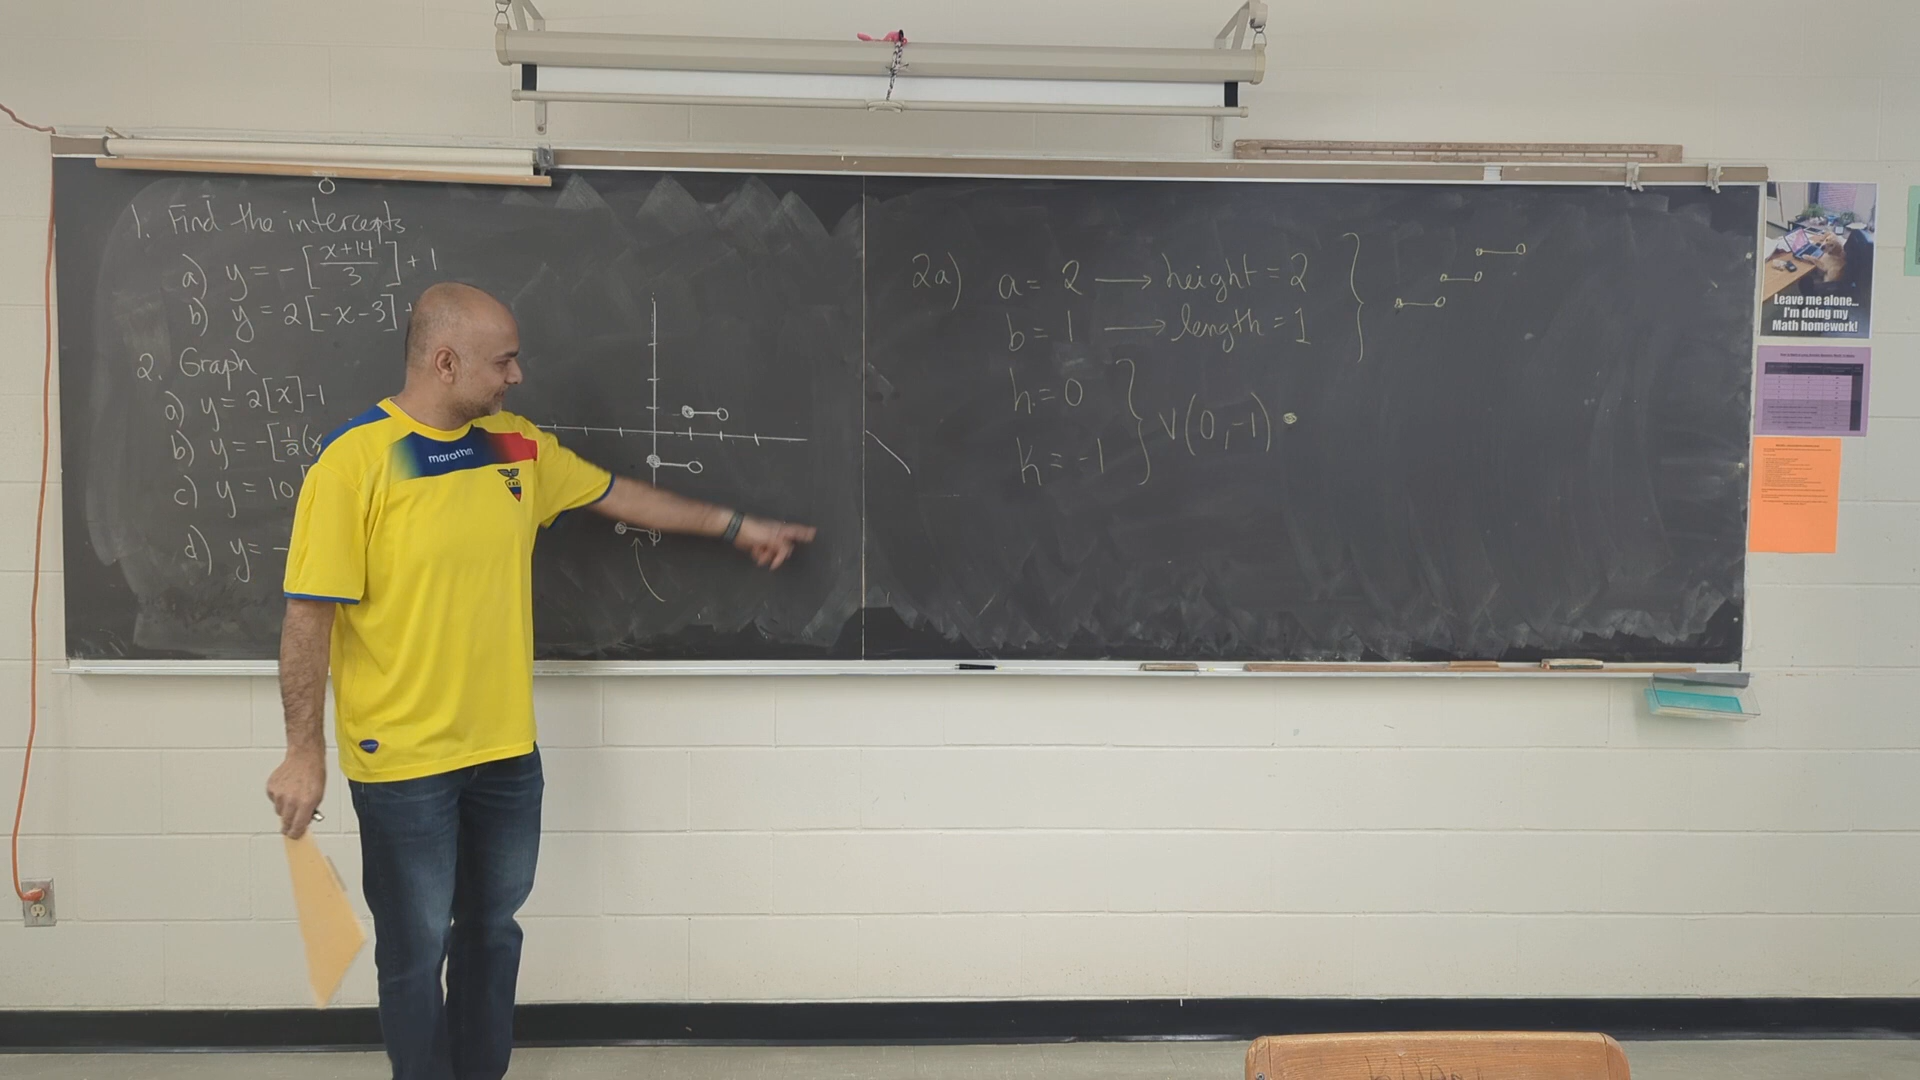 1. Find the intercepts
a) y = -[x+14/3] + 1
b) y = 2[-x-3] +
2. Graph
a) y = 2[x]-1
b) y = -[1/2(x
c) y = 10
d) y = -
2a) a = 2 → height = 2
b = 1 → length = 1
h = 0
k = -1
V(0,-1)
marathon
Leave me alone...
I'm doing my
Math homework!